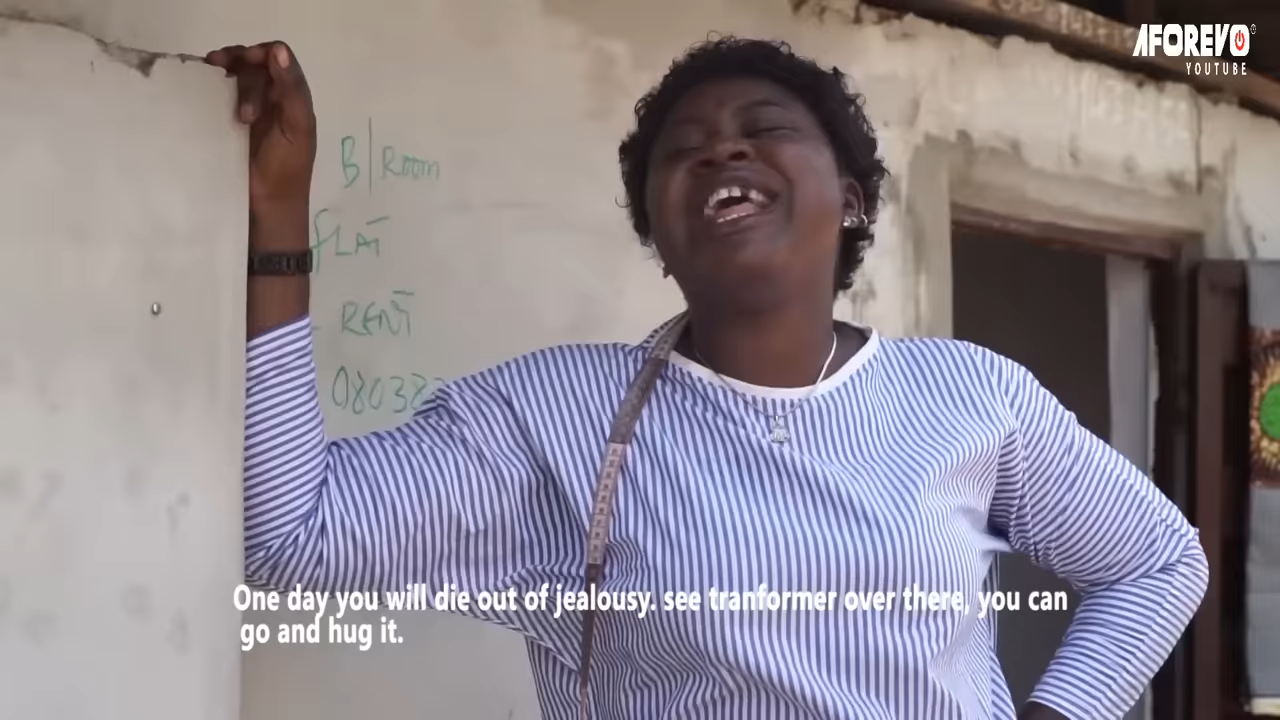 AFOREVO
YOUTUBE
B|Room
FLAT
RENT
080383
One day you will die out of jealousy. see tranformer over there, you can
go and hug it.